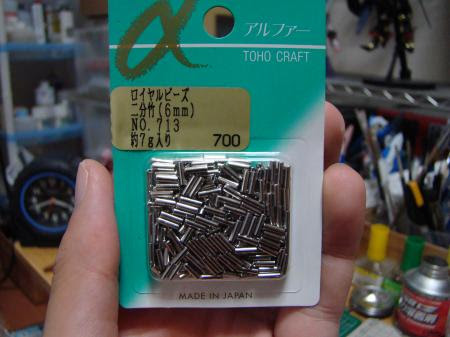 α
アルファー
TOHO CRAFT
ロイヤルビーズ
二分竹(6mm)
NO.713
約7g入り 700
MADE IN JAPAN